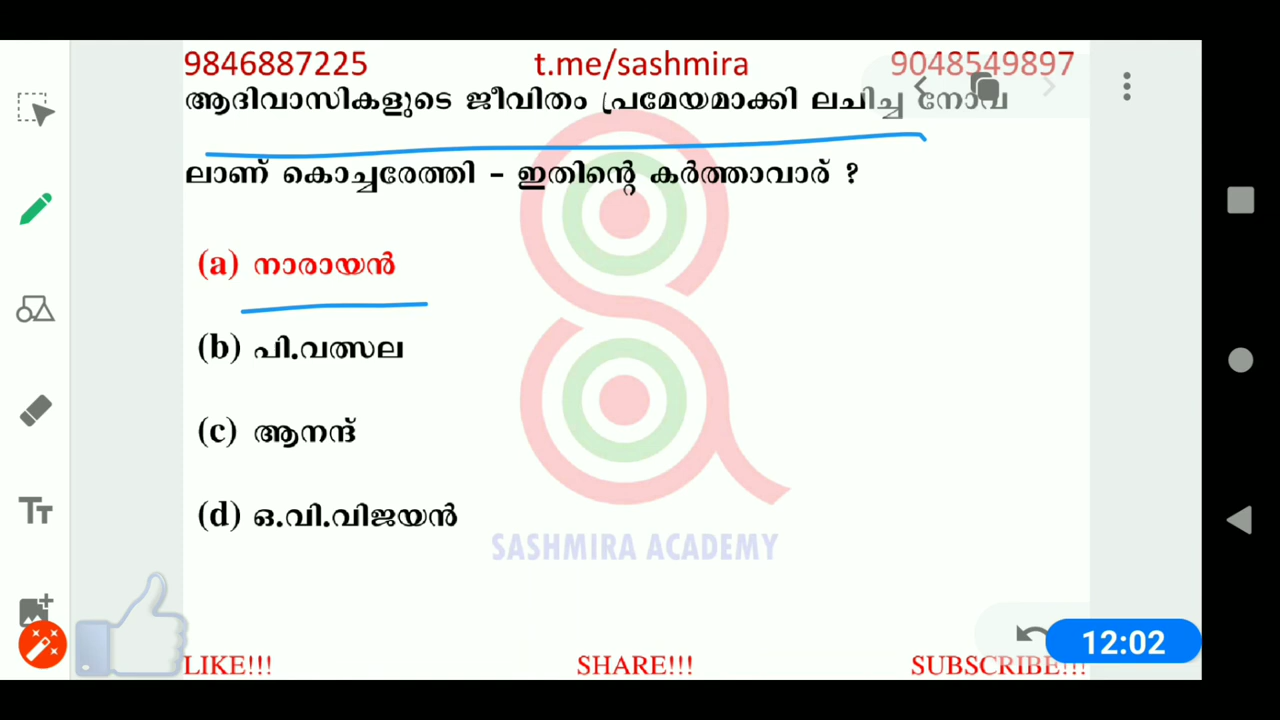 9846887225 t.me/sashmira 9048549897
ആദിവാസികളുടെ ജീവിതം പ്രമേയമാക്കി ലചിച്ച നോവ
ലാണ് കൊച്ചരേത്തി - ഇതിന്റെ കർത്താവാര് ?
(a) നാരായൻ
(b) പി.വത്സല
(c) ആനന്ദ്
(d) ഒ.വി.വിജയൻ
SASHMIRA ACADEMY
TT
12:02
LIKE!!! SHARE!!! SUBSCRIBE!!!